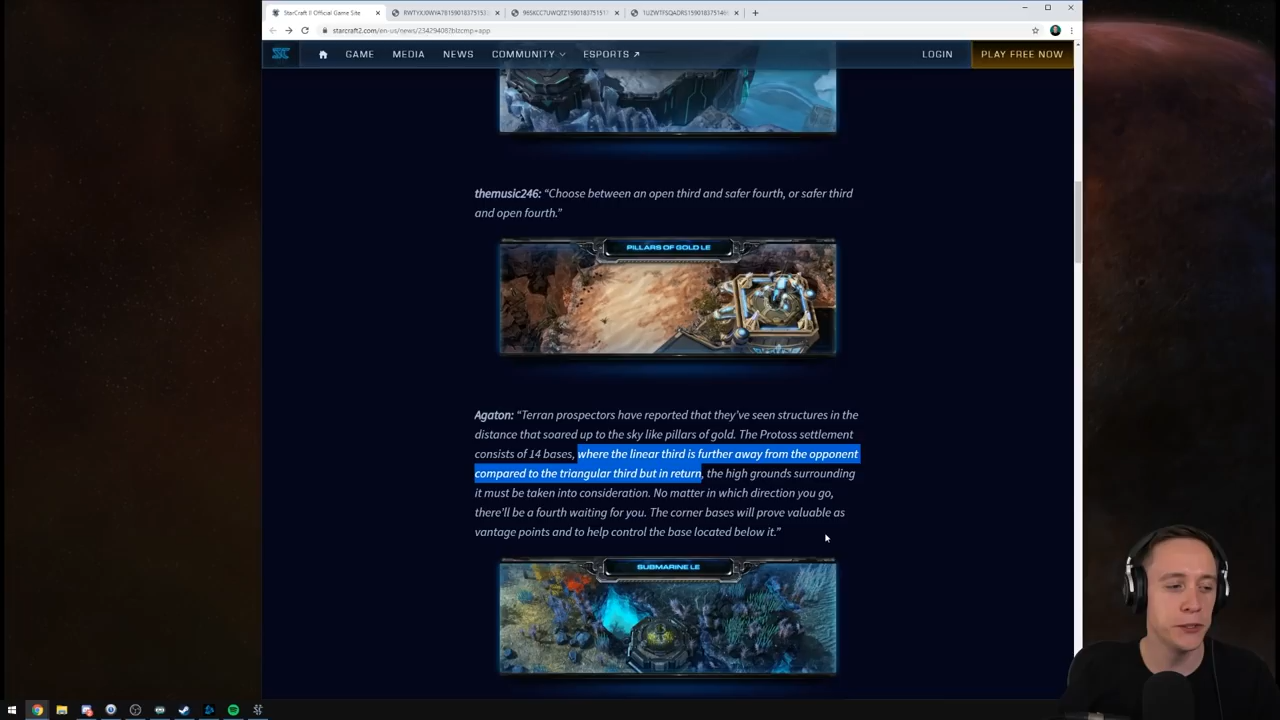 StarCraft II Official Game Site
starcraft2.com/en-us/news/23429408?blzcmp=app
GAME
MEDIA
NEWS
COMMUNITY
ESPORTS
LOGIN
PLAY FREE NOW
themusic246: “Choose between an open third and safer fourth, or safer third
and open fourth.”
PILLARS OF GOLD LE
Agaton: “Terran prospectors have reported that they’ve seen structures in the
distance that soared up to the sky like pillars of gold. The Protoss settlement
consists of 14 bases, where the linear third is further away from the opponent
compared to the triangular third but in return, the high grounds surrounding
it must be taken into consideration. No matter in which direction you go,
there’ll be a fourth waiting for you. The corner bases will prove valuable as
vantage points and to help control the base located below it.”
SUBMARINE LE